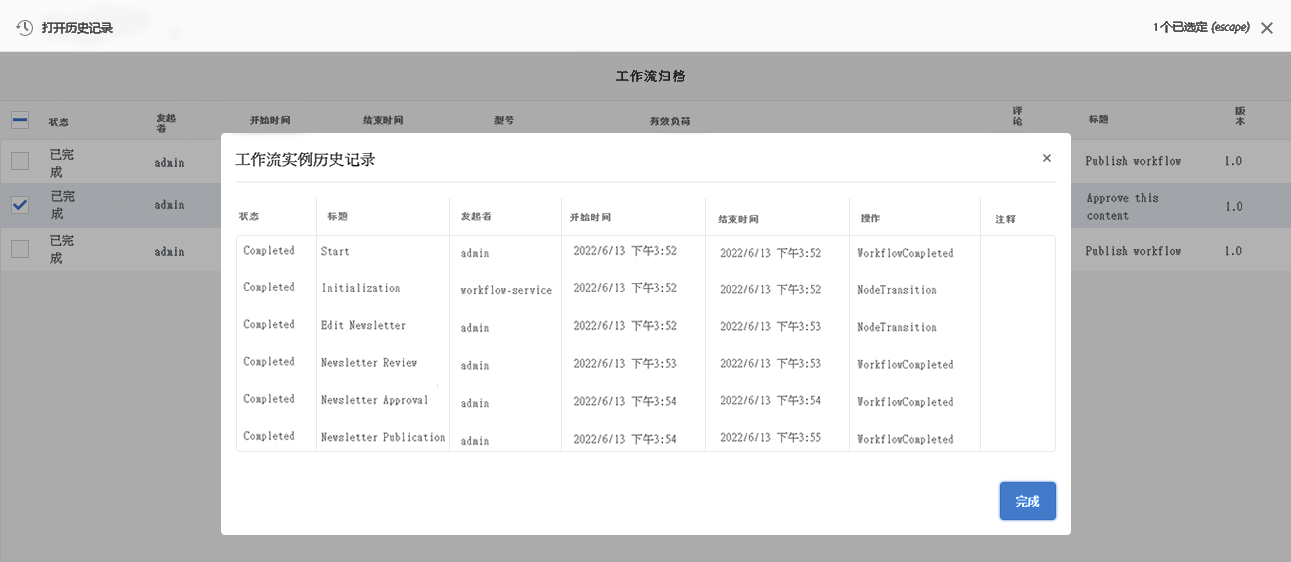 打开历史记录
1 个已选定 (escape)
工作流归档
状态 发起者 开始时间 结束时间 型号 有效负荷 评论 标题 版本
已完成 admin Publish workflow 1.0
已完成 admin Approve this content 1.0
已完成 admin Publish workflow 1.0
工作流实例历史记录
状态 标题 发起者 开始时间 结束时间 操作 注释
Completed Start admin 2022/6/13 下午3:52 2022/6/13 下午3:52 WorkflowCompleted
Completed Initialization workflow-service 2022/6/13 下午3:52 2022/6/13 下午3:52 NodeTransition
Completed Edit Newsletter admin 2022/6/13 下午3:52 2022/6/13 下午3:53 NodeTransition
Completed Newsletter Review admin 2022/6/13 下午3:53 2022/6/13 下午3:53 WorkflowCompleted
Completed Newsletter Approval admin 2022/6/13 下午3:54 2022/6/13 下午3:54 WorkflowCompleted
Completed Newsletter Publication admin 2022/6/13 下午3:54 2022/6/13 下午3:55 WorkflowCompleted
完成